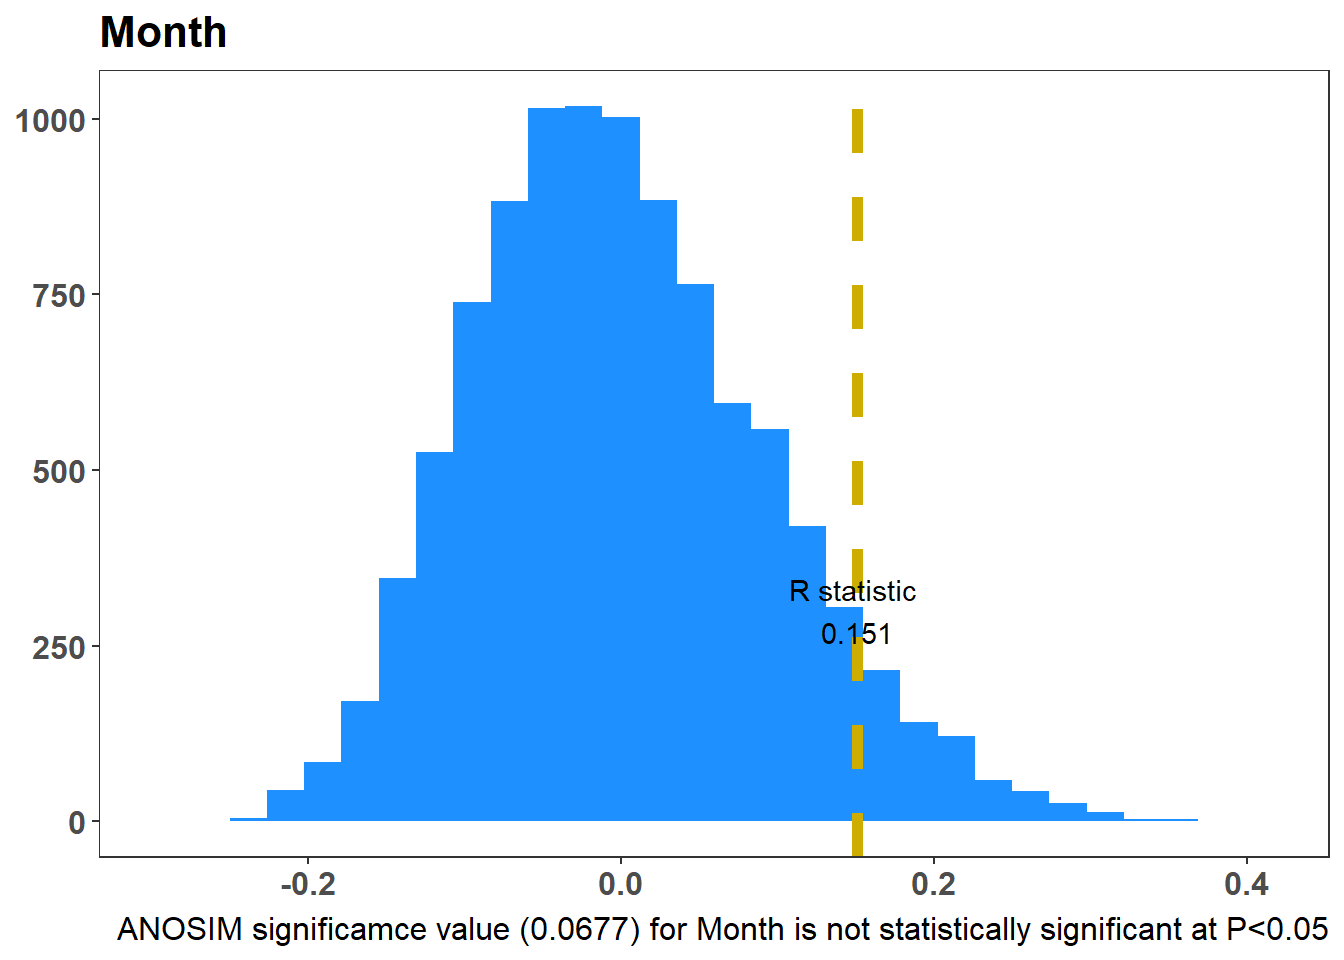 Month
1000
750
500
250
0
R statistic
0.151
-0.2 0.0 0.2 0.4
ANOSIM significamce value (0.0677) for Month is not statistically significant at P<0.05